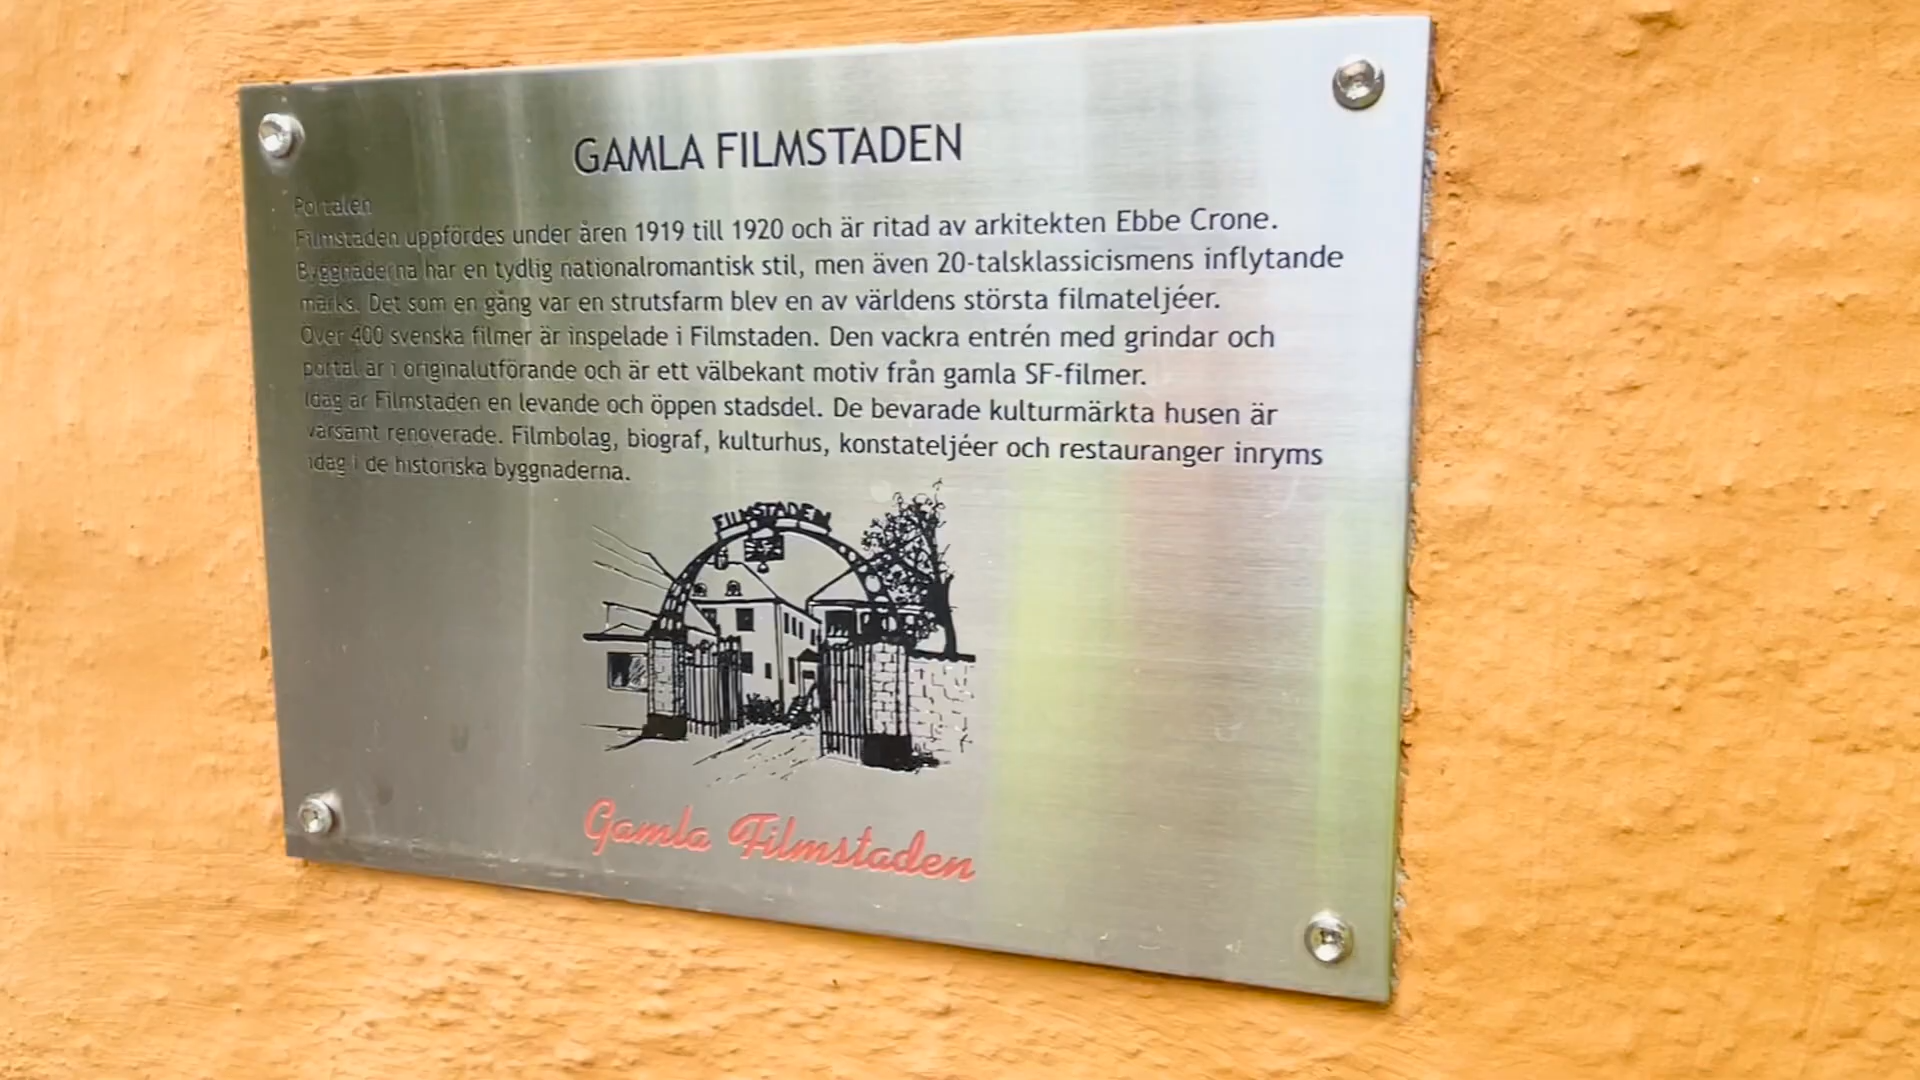 GAMLA FILMSTADEN
Portalen
Filmstaden uppfördes under åren 1919 till 1920 och är ritad av arkitekten Ebbe Crone.
Byggnaderna har en tydlig nationalromantisk stil, men även 20-talsklassicismens inflytande
märks. Det som en gång var en strutsfarm blev en av världens största filmateljéer.
Över 400 svenska filmer är inspelade i Filmstaden. Den vackra entrén med grindar och
portal är i originalutförande och är ett välbekant motiv från gamla SF-filmer.
Idag är Filmstaden en levande och öppen stadsdel. De bevarade kulturmärkta husen är
varsamt renoverade. Filmbolag, biograf, kulturhus, konstateljéer och restauranger inryms
idag i de historiska byggnaderna.
FILMSTADEN
Gamla Filmstaden